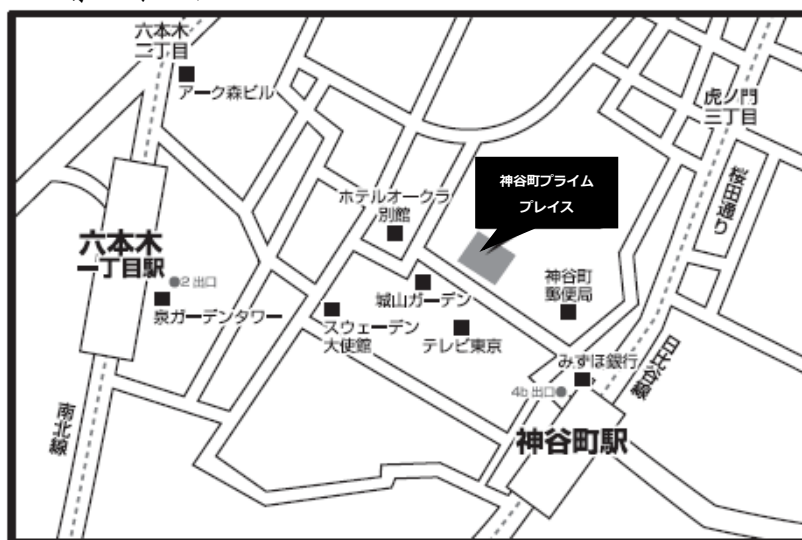 六本木
二丁目
アーク森ビル
虎ノ門
三丁目
桜田通り
神谷町プライム
プレイス
ホテルオークラ
別館
六本木
一丁目駅
2 出口
泉ガーデンタワー
城山ガーデン
神谷町
郵便局
スウェーデン
大使館
テレビ東京
みずほ銀行
日比谷線
4b 出口
南北線
神谷町駅